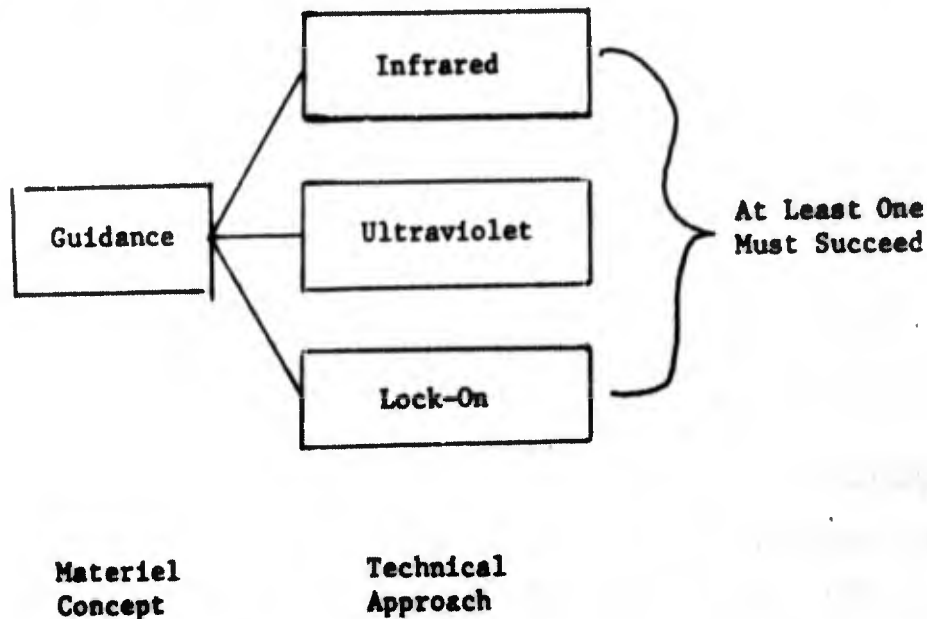 Infrared
Guidance
Ultraviolet
At Least One
Must Succeed
Lock-On
Materiel
Concept
Technical
Approach